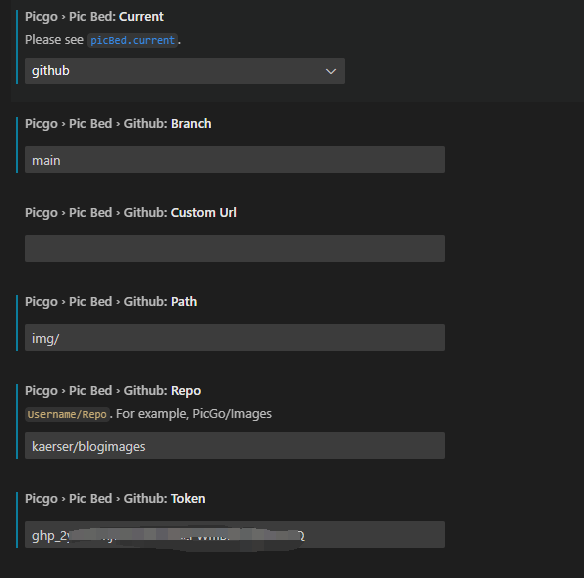 Picgo › Pic Bed: Current
Please see picBed.current.
github
Picgo › Pic Bed › Github: Branch
main
Picgo › Pic Bed › Github: Custom Url
Picgo › Pic Bed › Github: Path
img/
Picgo › Pic Bed › Github: Repo
Username/Repo. For example, PicGo/Images
kaerser/blogimages
Picgo › Pic Bed › Github: Token